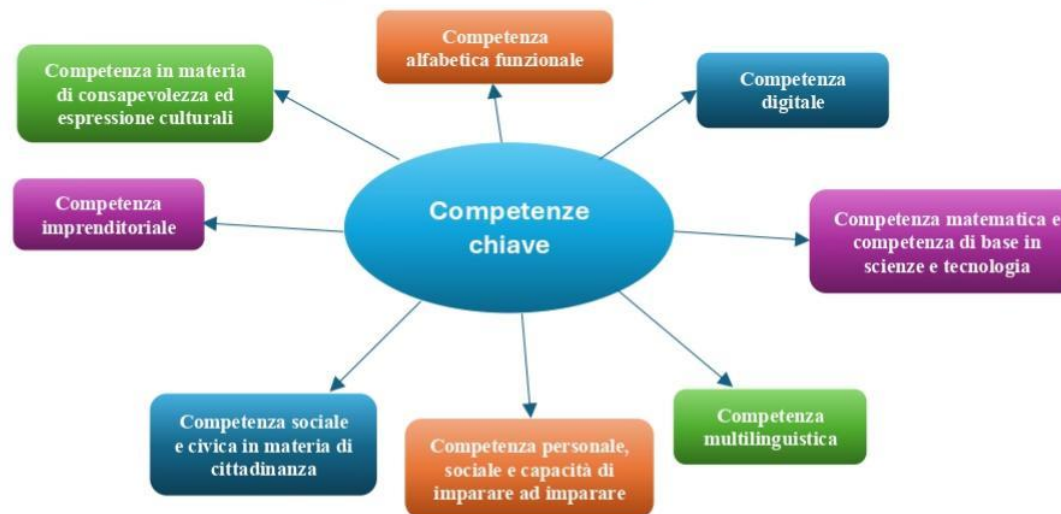 Competenza
alfabetica funzionale
Competenza in materia
di consapevolezza ed
espressione culturali
Competenza
digitale
Competenza
imprenditoriale
Competenze
chiave
Competenza matematica e
competenza di base in
scienze e tecnologia
Competenza sociale
e civica in materia di
cittadinanza
Competenza personale,
sociale e capacità di
imparare ad imparare
Competenza
multilinguistica